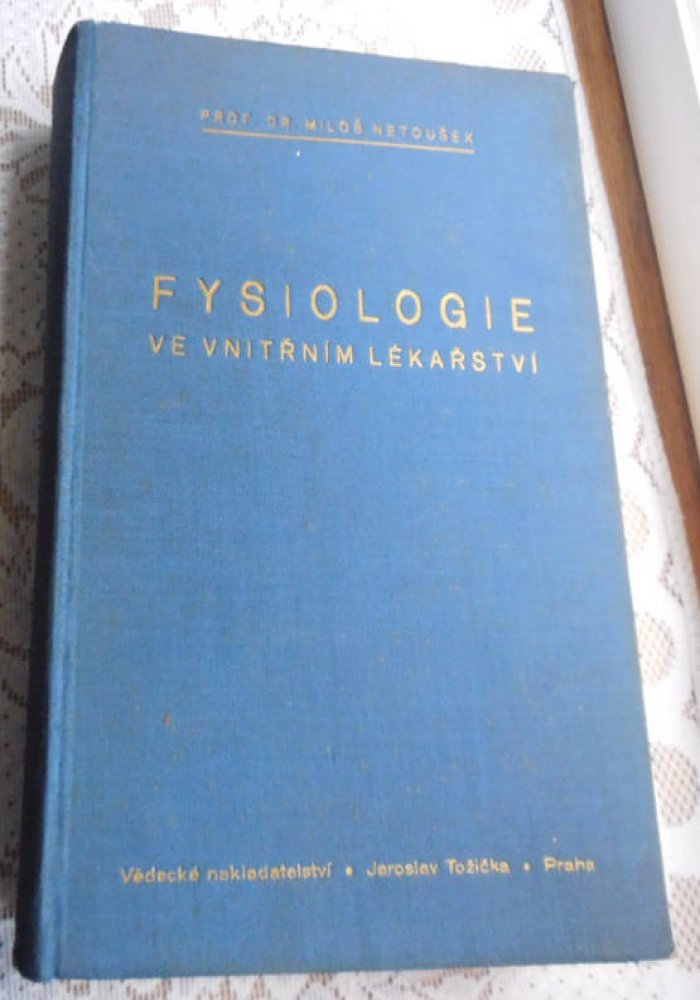 PROF. DR. MILOŠ NETOUŠEK
FYSIOLOGIE
VE VNITŘNÍM LÉKAŘSTVÍ
Vědecké nakladatelství • Jaroslav Tožička • Praha